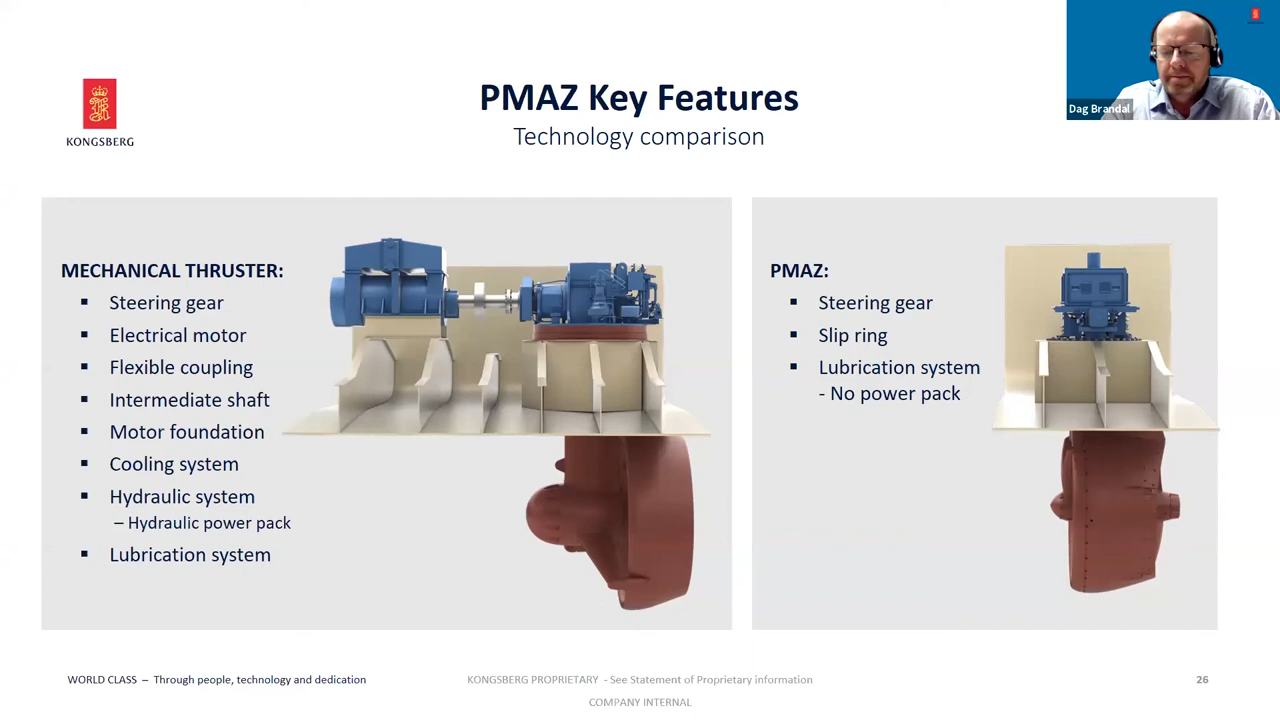 PMAZ Key Features
Technology comparison
KONGSBERG
Dag Brandal
MECHANICAL THRUSTER:
▪ Steering gear
▪ Electrical motor
▪ Flexible coupling
▪ Intermediate shaft
▪ Motor foundation
▪ Cooling system
▪ Hydraulic system
– Hydraulic power pack
▪ Lubrication system
PMAZ:
▪ Steering gear
▪ Slip ring
▪ Lubrication system
- No power pack
WORLD CLASS – Through people, technology and dedication
KONGSBERG PROPRIETARY - See Statement of Proprietary information
26
COMPANY INTERNAL